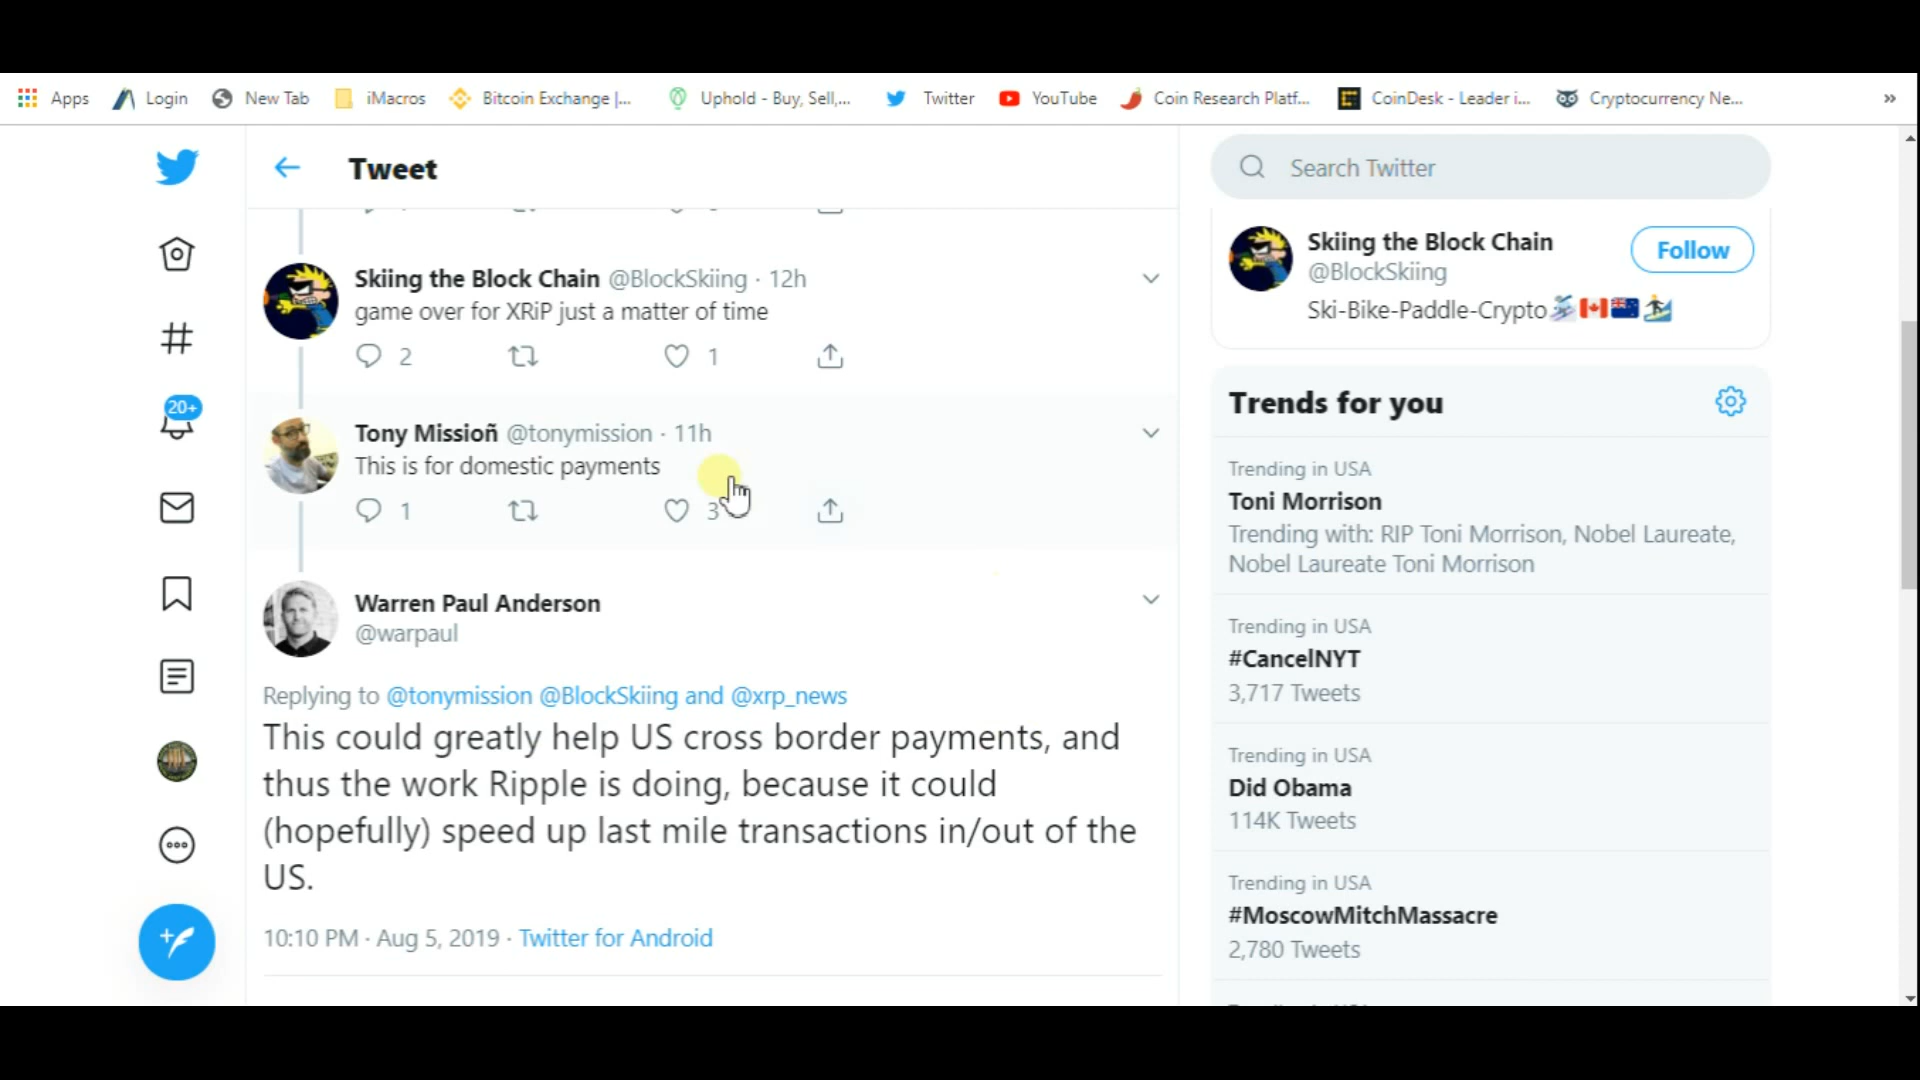 Apps Login New Tab iMacros Bitcoin Exchange |... Uphold - Buy, Sell,... Twitter YouTube Coin Research Platf... CoinDesk - Leader i... Cryptocurrency Ne... »
Tweet
Search Twitter
Skiing the Block Chain @BlockSkiing · 12h
game over for XRiP just a matter of time
2 1
Tony Missioñ @tonymission · 11h
This is for domestic payments
1 3
Warren Paul Anderson
@warpaul
Replying to @tonymission @BlockSkiing and @xrp_news
This could greatly help US cross border payments, and
thus the work Ripple is doing, because it could
(hopefully) speed up last mile transactions in/out of the
US.
10:10 PM · Aug 5, 2019 · Twitter for Android
20+
Skiing the Block Chain
@BlockSkiing
Follow
Ski-Bike-Paddle-Crypto
Trends for you
Trending in USA
Toni Morrison
Trending with: RIP Toni Morrison, Nobel Laureate,
Nobel Laureate Toni Morrison
Trending in USA
#CancelNYT
3,717 Tweets
Trending in USA
Did Obama
114K Tweets
Trending in USA
#MoscowMitchMassacre
2,780 Tweets